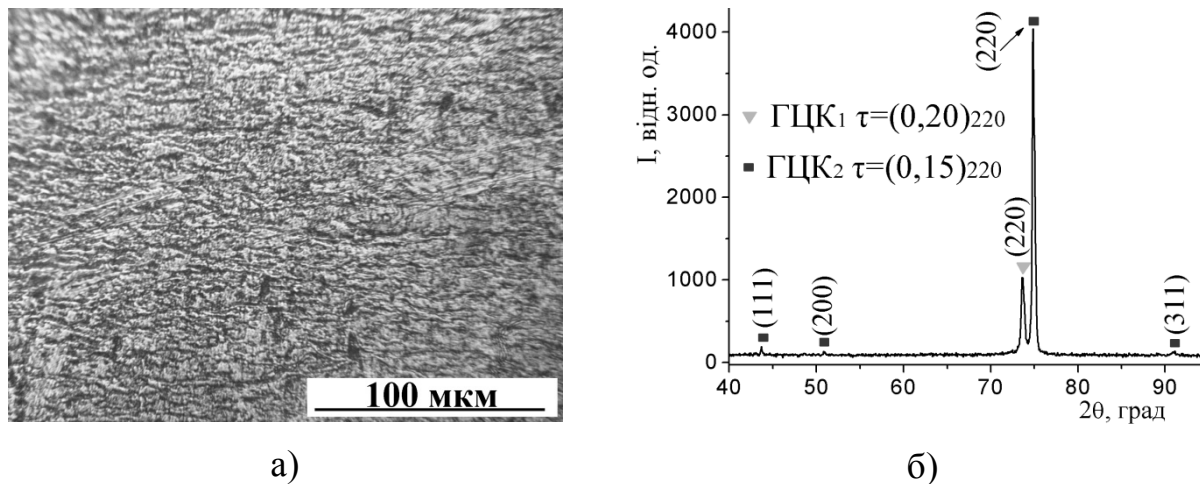 100 мкм
а)
I, відн. од.
4000
3000
2000
1000
0
40
50
60
70
80
90
2θ, град
ГЦК₁ τ=(0,20)₂₂₀
ГЦК₂ τ=(0,15)₂₂₀
(111)
(200)
(220)
(220)
(311)
б)